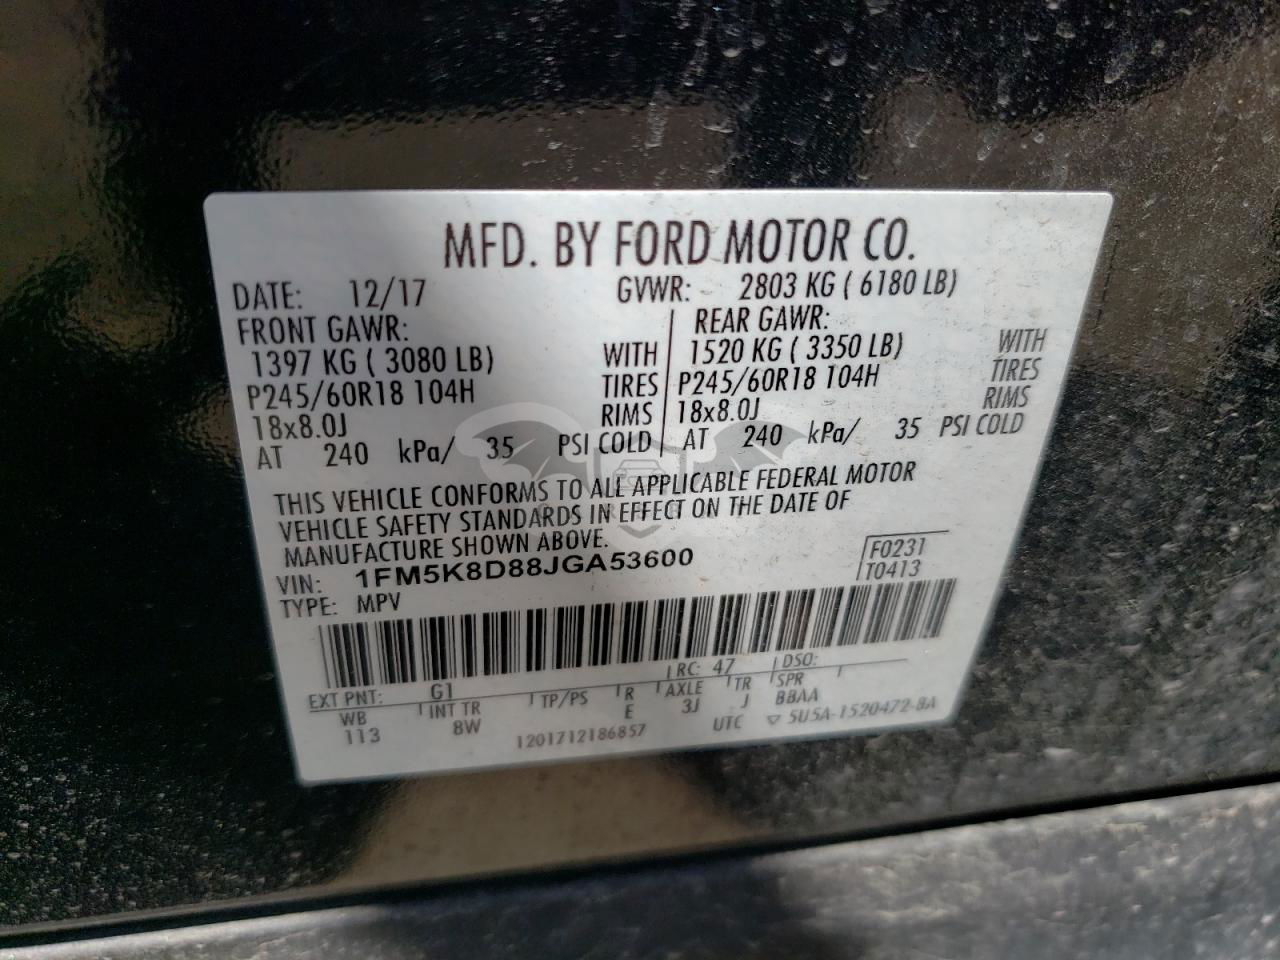 MFD. BY FORD MOTOR CO.
DATE: 12/17 GVWR: 2803 KG ( 6180 LB)
FRONT GAWR: REAR GAWR:
1397 KG ( 3080 LB) WITH 1520 KG ( 3350 LB) WITH
P245/60R18 104H TIRES P245/60R18 104H TIRES
18x8.0J RIMS 18x8.0J RIMS
AT 240 kPa/ 35 PSI COLD AT 240 kPa/ 35 PSI COLD
THIS VEHICLE CONFORMS TO ALL APPLICABLE FEDERAL MOTOR
VEHICLE SAFETY STANDARDS IN EFFECT ON THE DATE OF
MANUFACTURE SHOWN ABOVE.
VIN: 1FM5K8D88JGA53600 F0231
TYPE: MPV T0413
RC: 47 DSO:
EXT PNT: G1
WB INT TR TP/PS R AXLE TR SPR
113 8W E 3J J BBAA
1201712186857 UTC ▽ 5U5A-1520472-BA